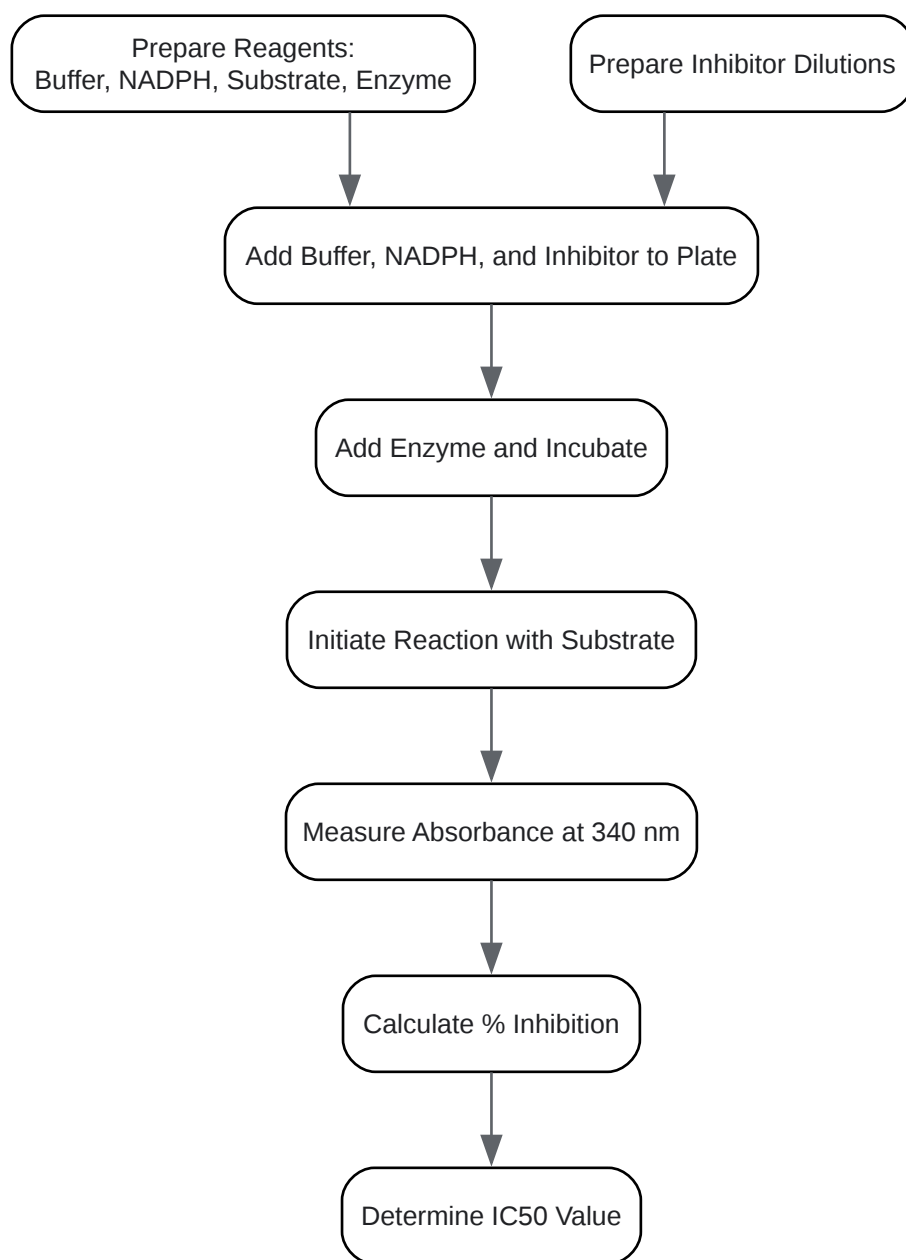 Prepare Reagents:
Buffer, NADPH, Substrate, Enzyme
Prepare Inhibitor Dilutions
Add Buffer, NADPH, and Inhibitor to Plate
Add Enzyme and Incubate
Initiate Reaction with Substrate
Measure Absorbance at 340 nm
Calculate % Inhibition
Determine IC50 Value